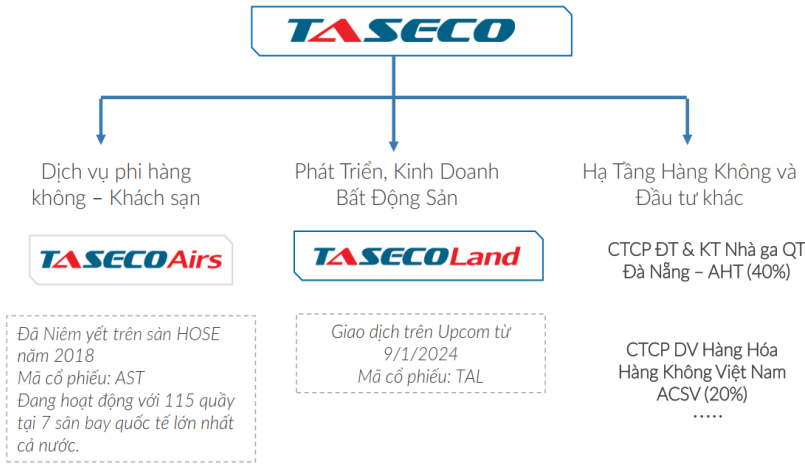 TASECO
Dịch vụ phi hàng
không – Khách sạn
TASECOAirs
Đã Niêm yết trên sàn HOSE
năm 2018
Mã cổ phiếu: AST
Đang hoạt động với 115 quầy
tại 7 sân bay quốc tế lớn nhất
cả nước.
Phát Triển, Kinh Doanh
Bất Động Sản
TASECOLand
Giao dịch trên Upcom từ
9/1/2024
Mã cổ phiếu: TAL
Hạ Tầng Hàng Không và
Đầu tư khác
CTCP ĐT & KT Nhà ga QT
Đà Nẵng – AHT (40%)
CTCP DV Hàng Hóa
Hàng Không Việt Nam
ACSV (20%)
.....